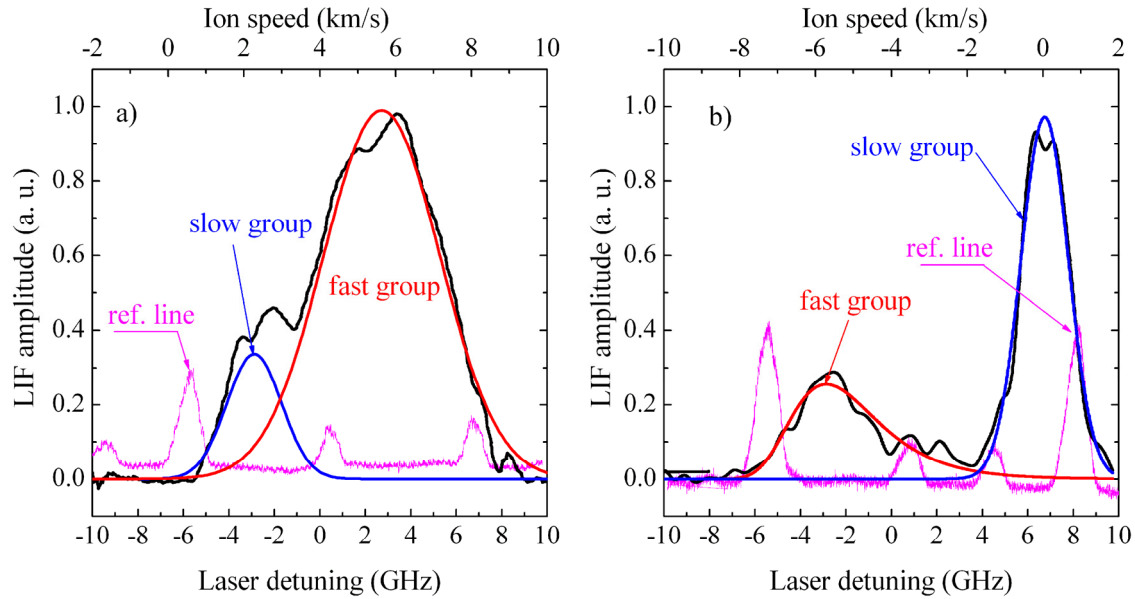 Ion speed (km/s)
-2 0 2 4 6 8 10
a)
LIF amplitude (a. u.)
1.0
0.8
0.6
0.4
0.2
0.0
slow group
fast group
ref. line
-10 -8 -6 -4 -2 0 2 4 6 8 10
Laser detuning (GHz)
Ion speed (km/s)
-10 -8 -6 -4 -2 0 2
b)
LIF amplitude (a. u.)
1.0
0.8
0.6
0.4
0.2
0.0
slow group
ref. line
fast group
-10 -8 -6 -4 -2 0 2 4 6 8 10
Laser detuning (GHz)